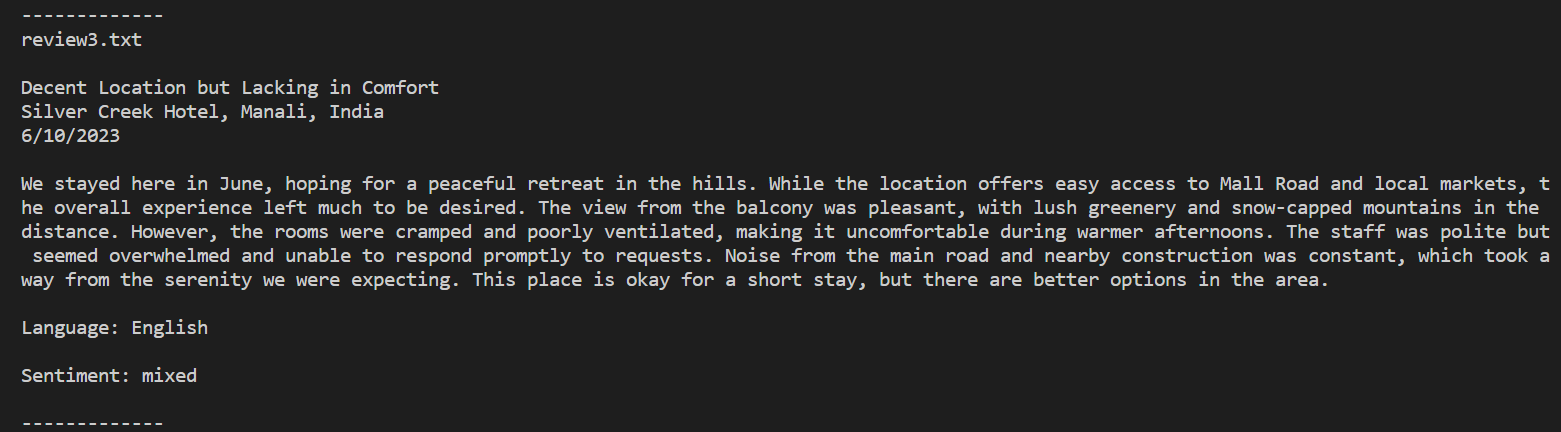 -------------
review3.txt
Decent Location but Lacking in Comfort
Silver Creek Hotel, Manali, India
6/10/2023
We stayed here in June, hoping for a peaceful retreat in the hills. While the location offers easy access to Mall Road and local markets, t
he overall experience left much to be desired. The view from the balcony was pleasant, with lush greenery and snow-capped mountains in the
distance. However, the rooms were cramped and poorly ventilated, making it uncomfortable during warmer afternoons. The staff was polite but
 seemed overwhelmed and unable to respond promptly to requests. Noise from the main road and nearby construction was constant, which took a
way from the serenity we were expecting. This place is okay for a short stay, but there are better options in the area.
Language: English
Sentiment: mixed
-------------